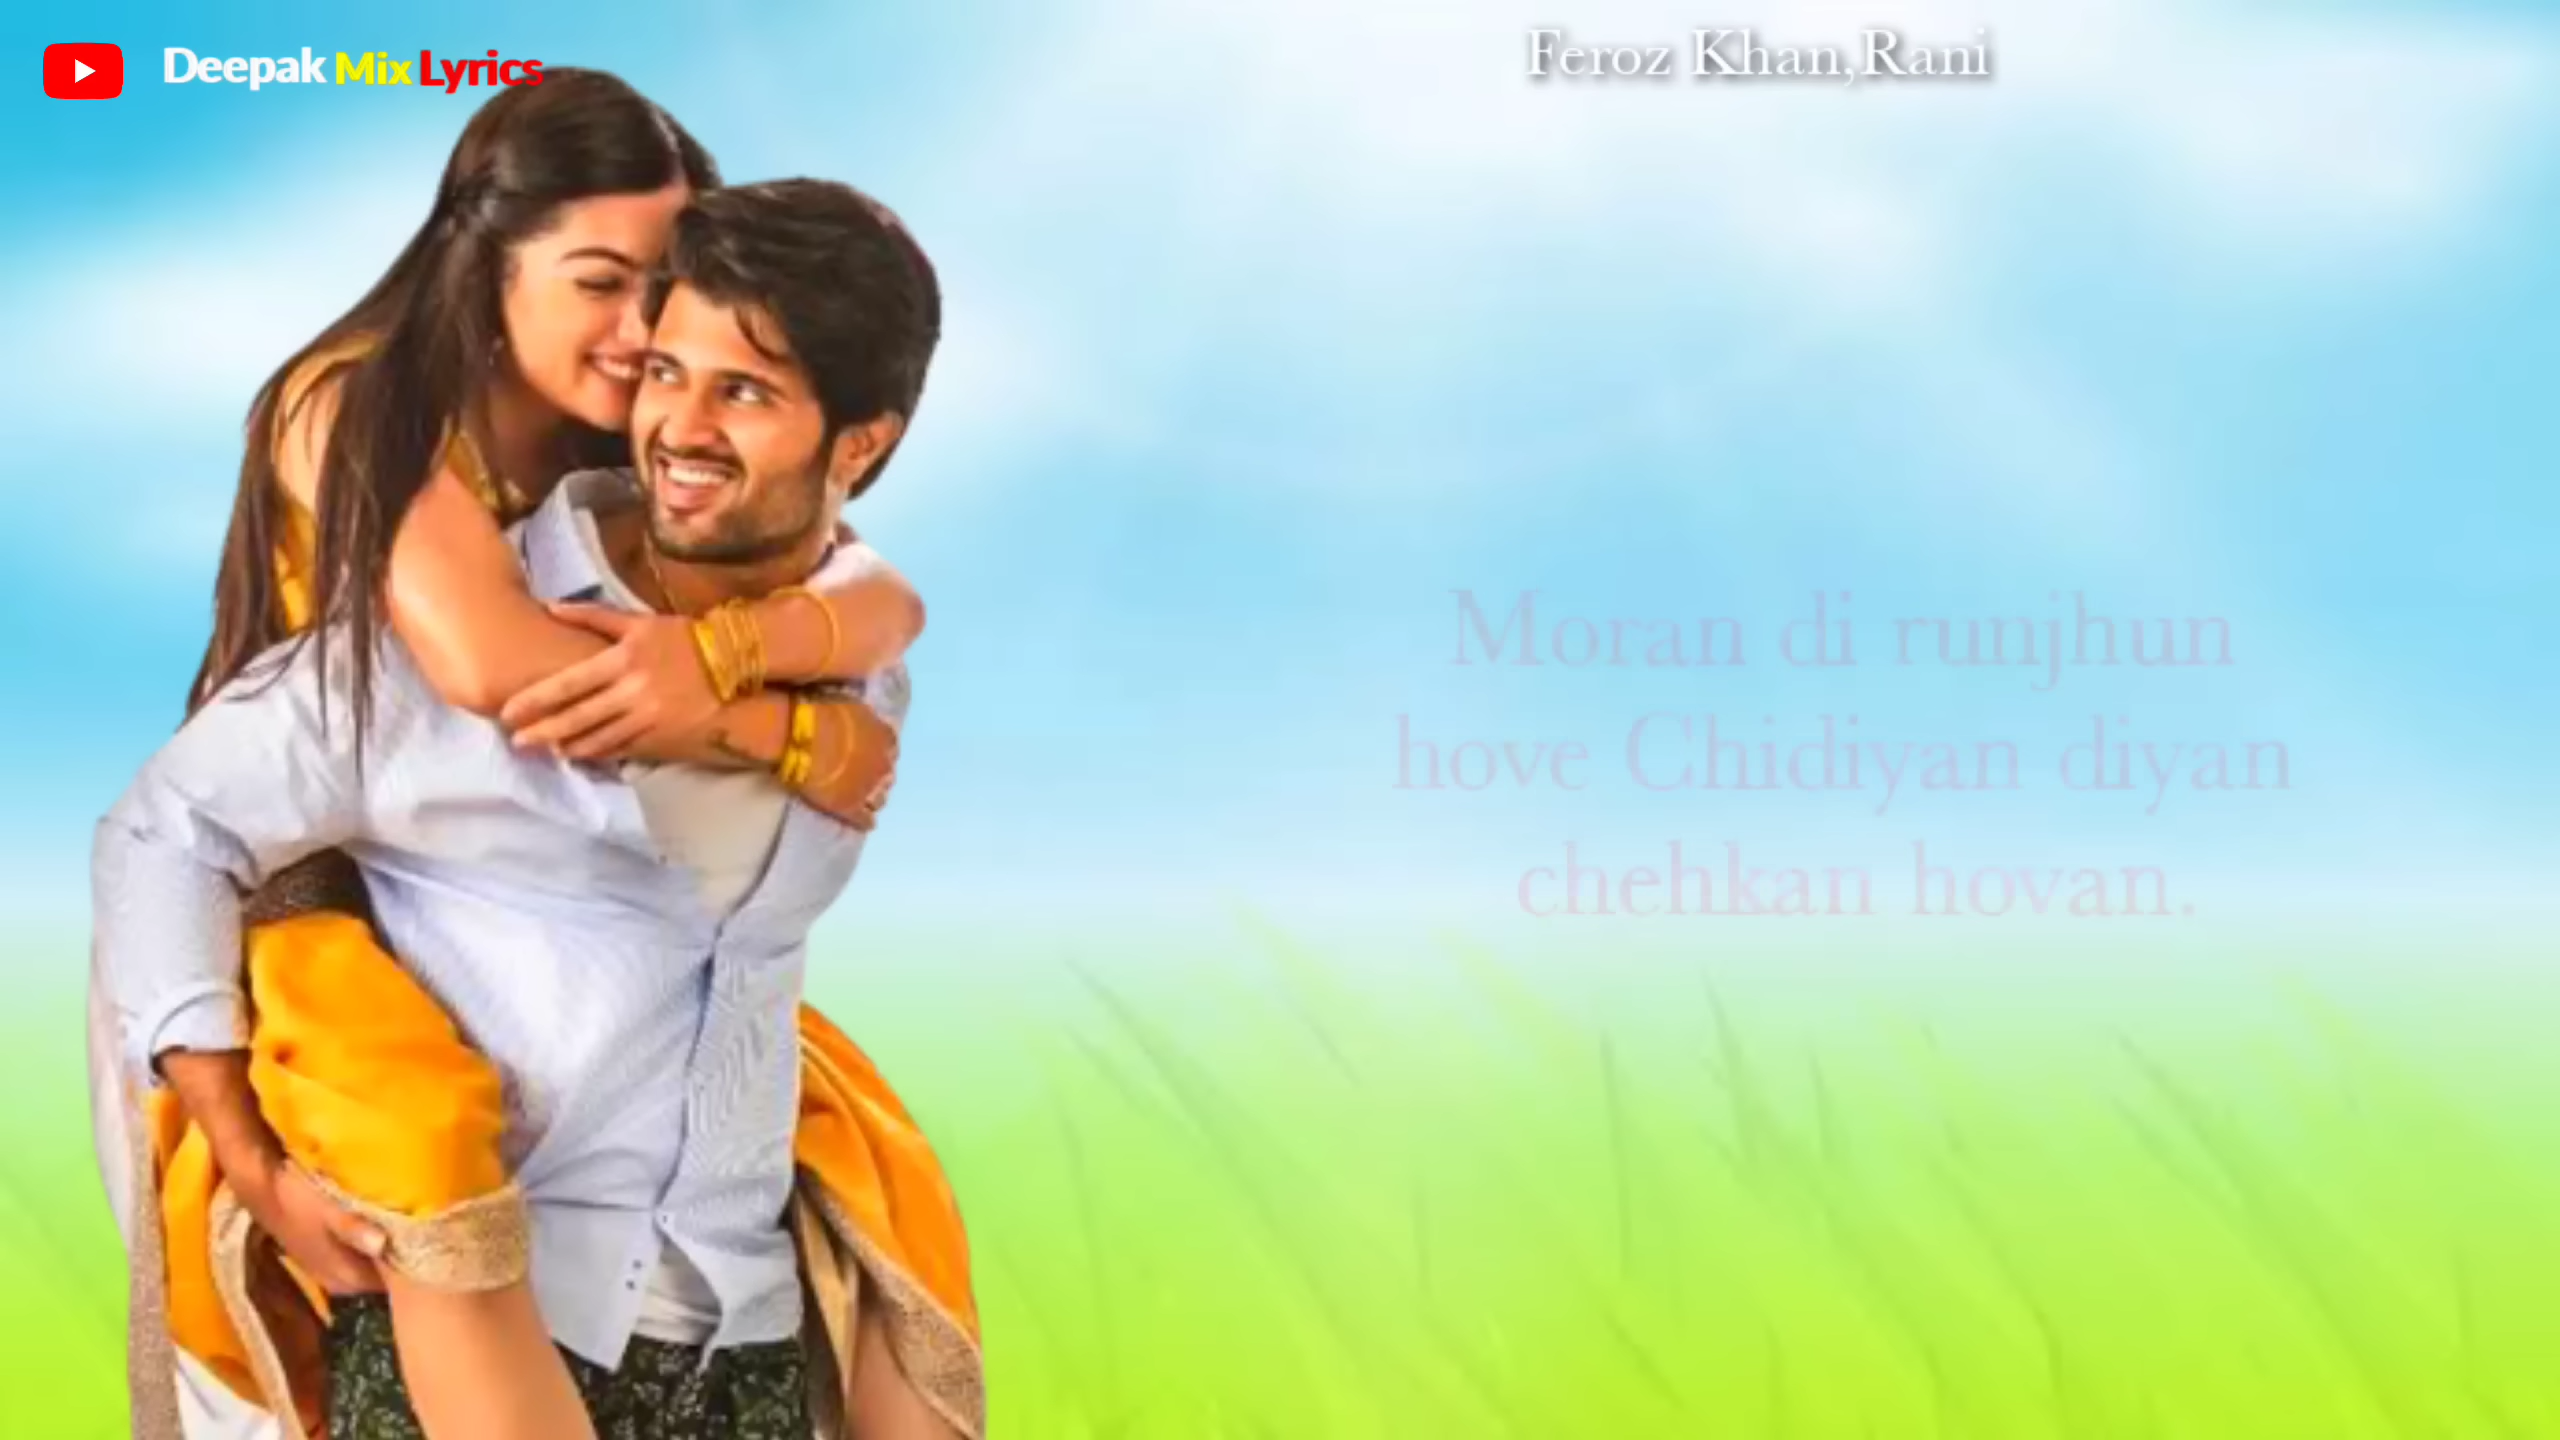 Deepak Mix Lyrics
Feroz Khan,Rani
Moran di runjhun
hove Chidiyan diyan
chehkan hovan.